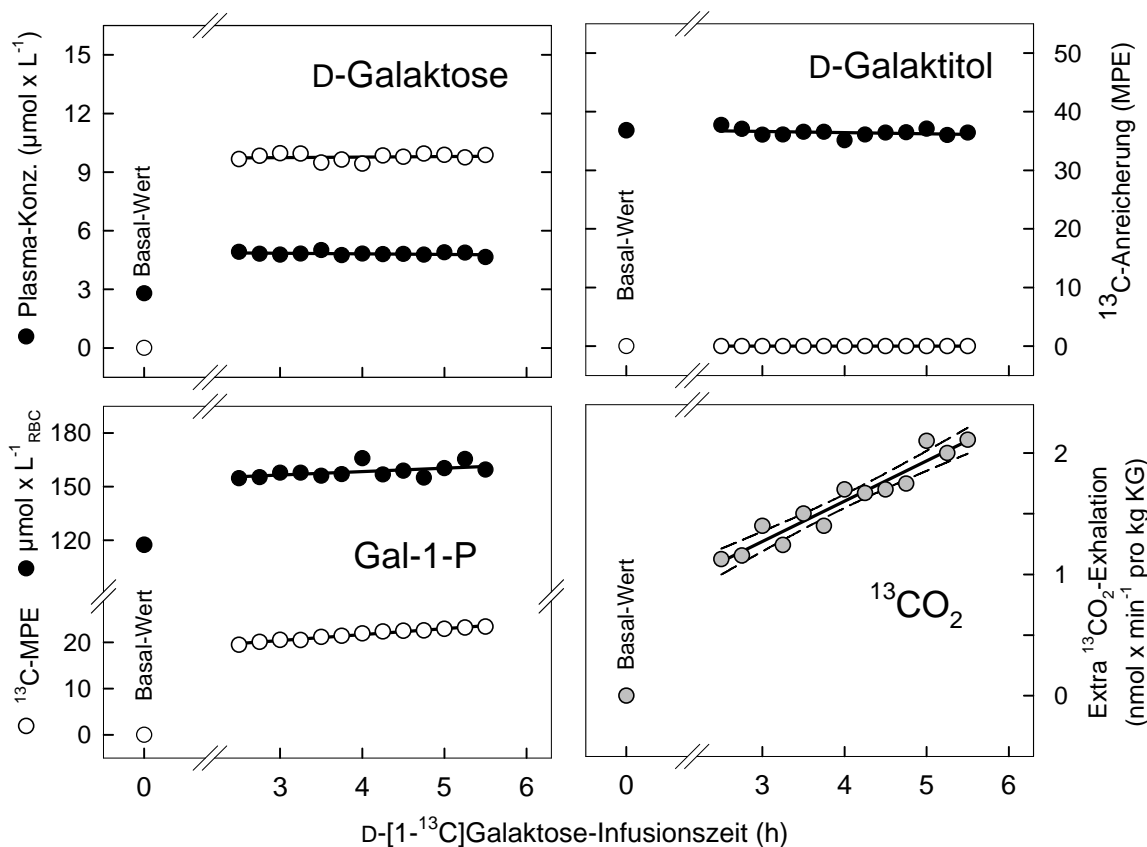 ● Plasma-Konz. (µmol x L⁻¹)
15
12
9
6
3
0
D-Galaktose
Basal-Wert
D-Galaktitol
Basal-Wert
50
40
30
20
10
0
¹³C-Anreicherung (MPE)
○ ¹³C-MPE ● µmol x L⁻¹ RBC
180
150
120
20
10
0
Gal-1-P
Basal-Wert
0 3 4 5 6
¹³CO₂
Basal-Wert
2
1
0
Extra ¹³CO₂-Exhalation
(nmol x min⁻¹ pro kg KG)
0 3 4 5 6
D-[1-¹³C]Galaktose-Infusionszeit (h)